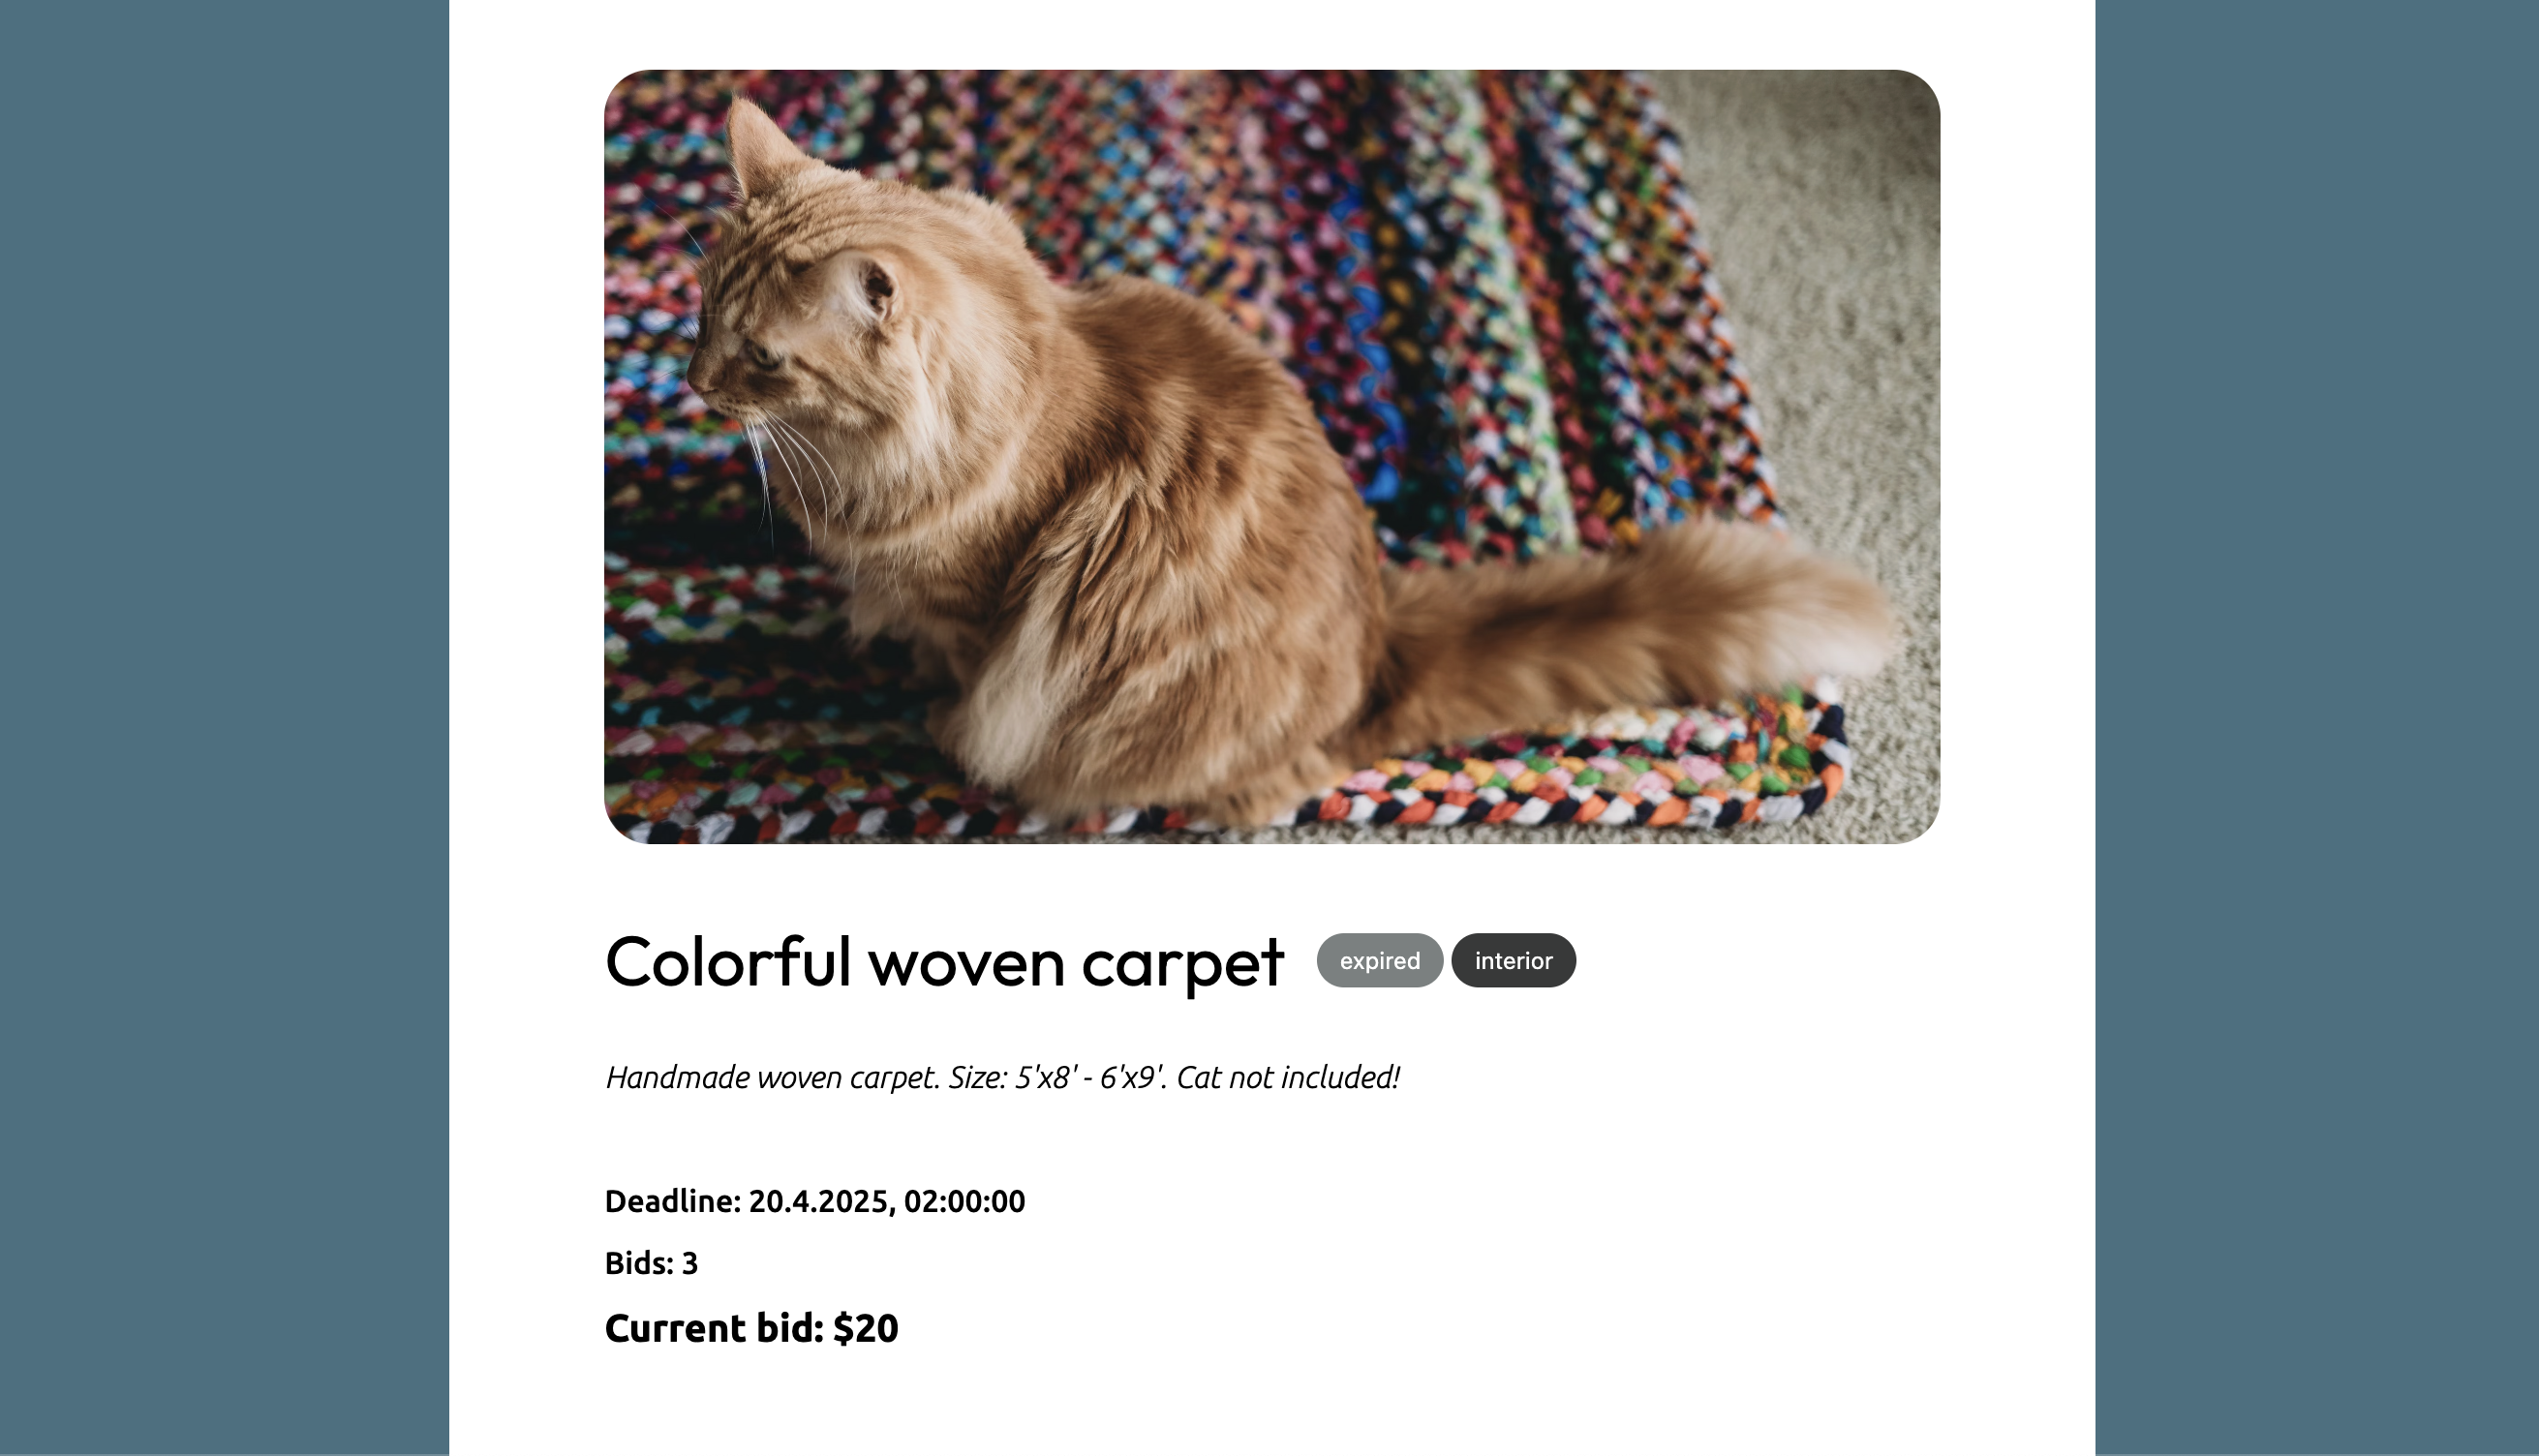 Colorful woven carpet expired interior
Handmade woven carpet. Size: 5'x8' - 6'x9'. Cat not included!
Deadline: 20.4.2025, 02:00:00
Bids: 3
Current bid: $20